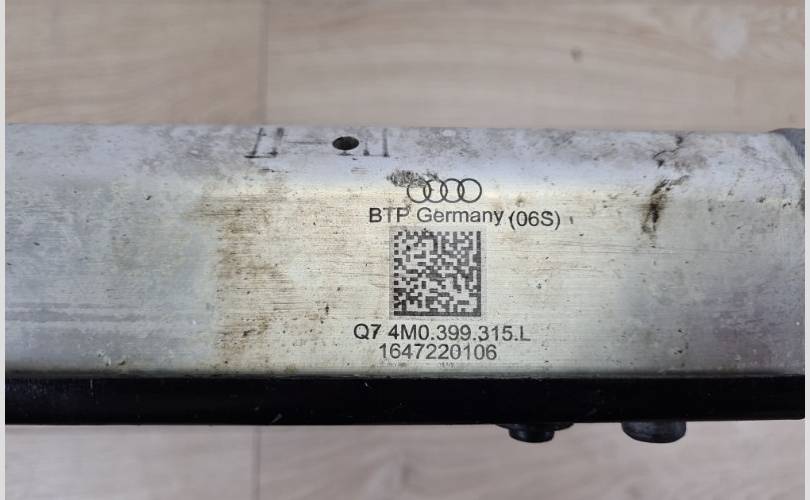 BTP Germany (06S)
Q7 4M0.399.315.L
1647220106